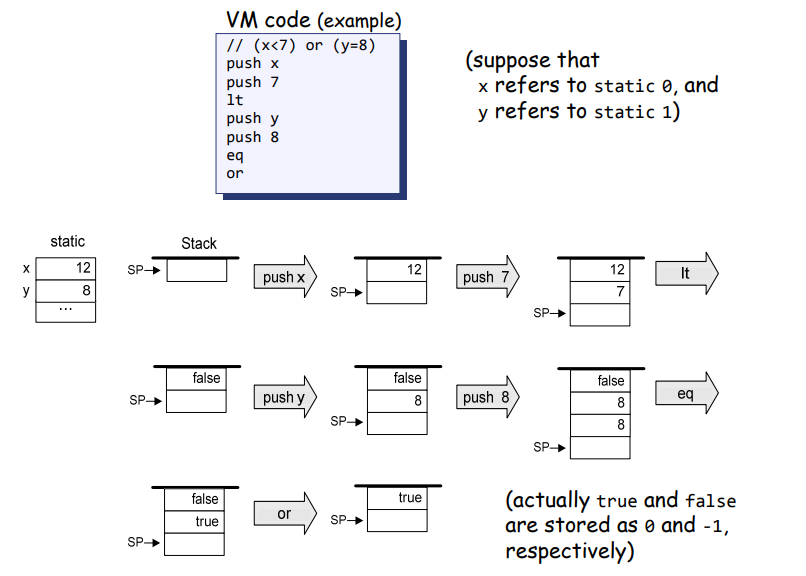 VM code (example)
// (x<7) or (y=8)
push x
push 7
lt
push y
push 8
eq
or
(suppose that
x refers to static 0, and
y refers to static 1)
static
Stack
x 12
y 8
...
SP
push x
12
SP
push 7
12
7
SP
lt
false
SP
push y
false
8
SP
push 8
false
8
8
SP
eq
false
true
SP
or
true
SP
(actually true and false
are stored as 0 and -1,
respectively)